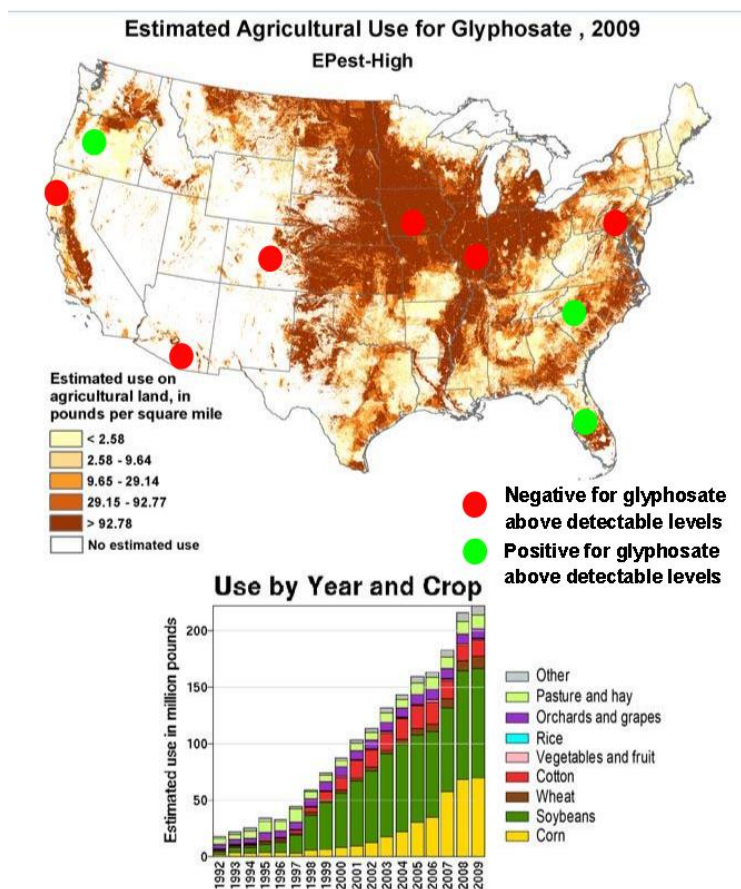 Estimated Agricultural Use for Glyphosate , 2009
EPest-High
Estimated use on
agricultural land, in
pounds per square mile
< 2.58
2.58 - 9.64
9.65 - 29.14
29.15 - 92.77
> 92.78
No estimated use
Negative for glyphosate
above detectable levels
Positive for glyphosate
above detectable levels
Use by Year and Crop
Estimated use in million pounds
200
150
100
50
0
1992
1993
1994
1995
1996
1997
1998
1999
2000
2001
2002
2003
2004
2005
2006
2007
2008
2009
Other
Pasture and hay
Orchards and grapes
Rice
Vegetables and fruit
Cotton
Wheat
Soybeans
Corn